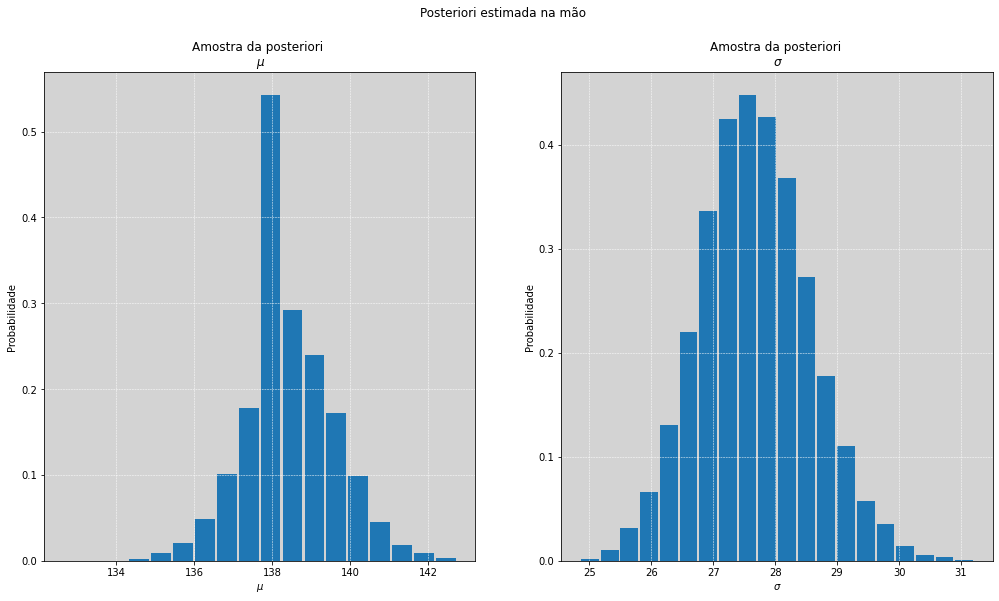 Posteriori estimada na mão
Amostra da posteriori
μ
Probabilidade
0.5
0.4
0.3
0.2
0.1
0.0
134 136 138 140 142
μ
Amostra da posteriori
σ
Probabilidade
0.4
0.3
0.2
0.1
0.0
25 26 27 28 29 30 31
σ